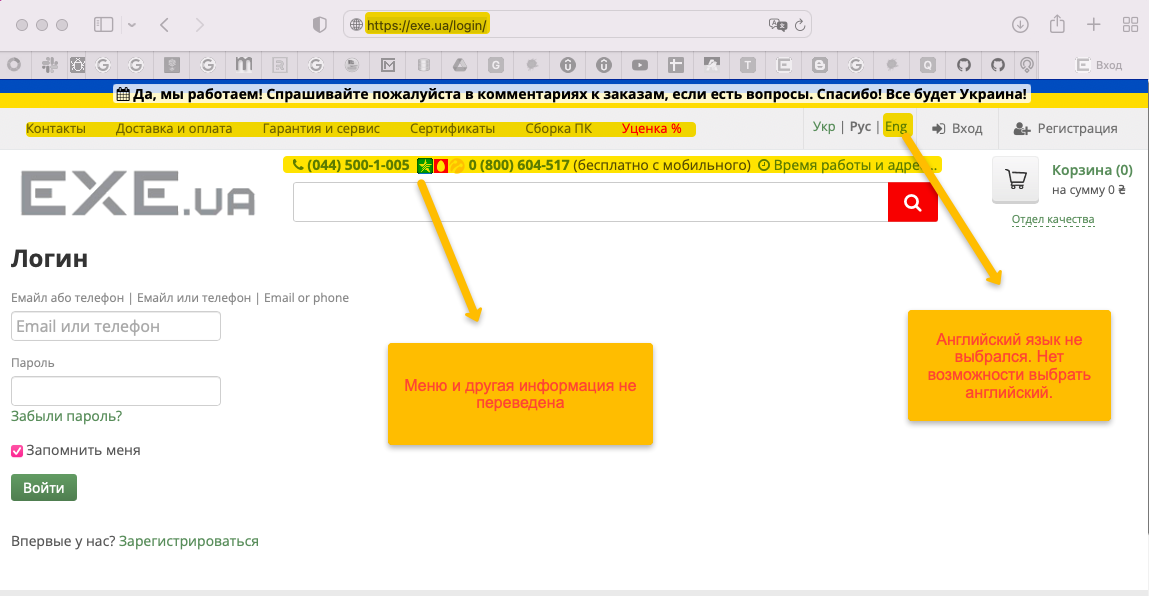 https://exe.ua/login/
Вход
Да, мы работаем! Спрашивайте пожалуйста в комментариях к заказам, если есть вопросы. Спасибо! Все будет Украина!
Контакты Доставка и оплата Гарантия и сервис Сертификаты Сборка ПК Уценка % Укр | Рус | Eng Вход Регистрация
(044) 500-1-005 0 (800) 604-517 (бесплатно с мобильного) Время работы и адре...
EXE.UA
Корзина (0)
на сумму 0 ₴
Отдел качества
Логин
Емайл або телефон | Емайл или телефон | Email or phone
Email или телефон
Пароль
Забыли пароль?
Запомнить меня
Войти
Впервые у нас? Зарегистрироваться
Меню и другая информация не
переведена
Английский язык не
выбрался. Нет
возможности выбрать
английский.